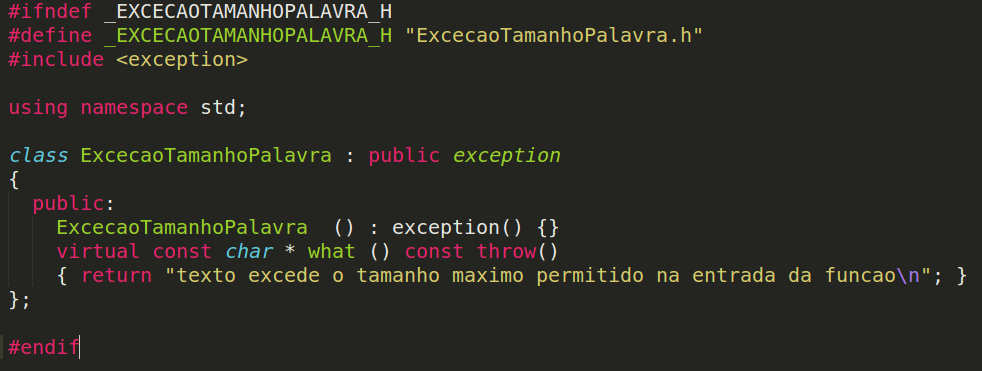 #ifndef _EXCECAOTAMANHOPALAVRA_H
#define _EXCECAOTAMANHOPALAVRA_H "ExcecaoTamanhoPalavra.h"
#include <exception>
using namespace std;
class ExcecaoTamanhoPalavra : public exception
{
public:
ExcecaoTamanhoPalavra  () : exception() {}
virtual const char * what () const throw()
{ return "texto excede o tamanho maximo permitido na entrada da funcao\n"; }
};
#endif